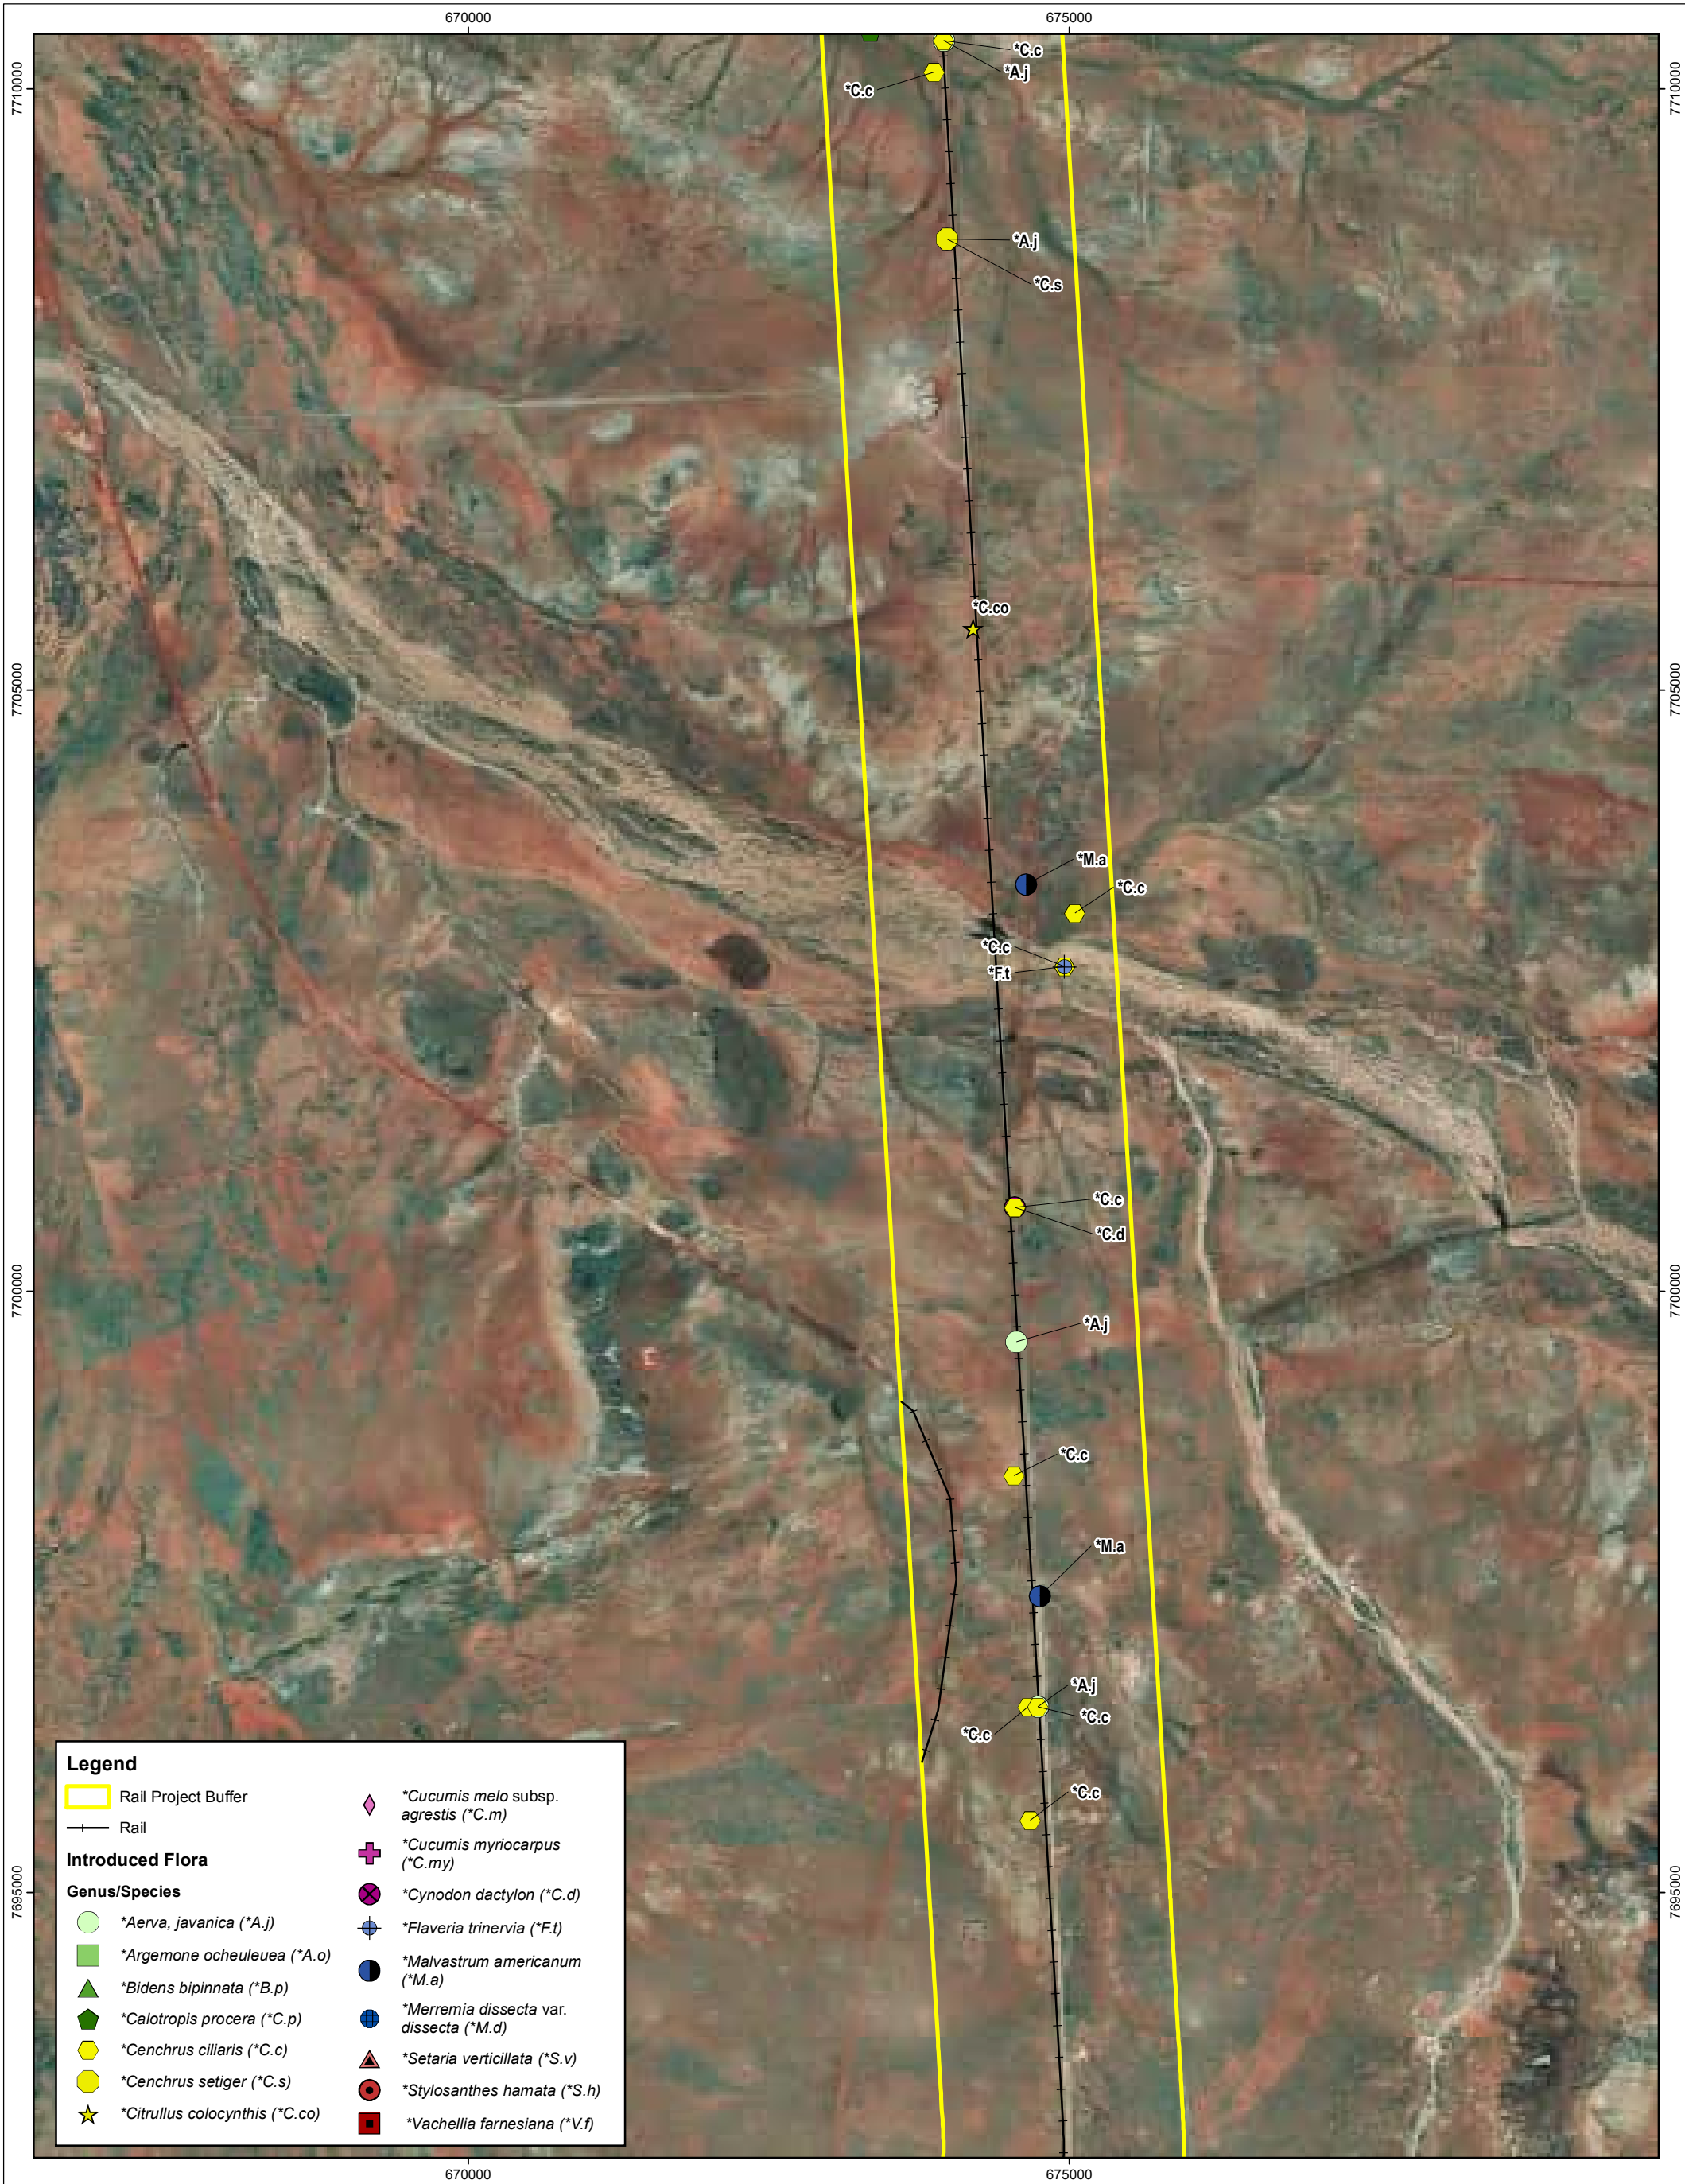 670000
675000
7710000
7710000
*C.c
*A.j
*C.c
*A.j
*C.s
*C.co
7705000
7705000
*M.a
*C.c
*C.c
*F.t
*C.c
*C.d
7700000
7700000
*A.j
*C.c
*M.a
*A.j
*C.c
*C.c
*C.c
7695000
7695000
Legend
Rail Project Buffer
Rail
Introduced Flora
Genus/Species
*Aerva, javanica (*A.j)
*Argemone ocheuleuea (*A.o)
*Bidens bipinnata (*B.p)
*Calotropis procera (*C.p)
*Cenchrus ciliaris (*C.c)
*Cenchrus setiger (*C.s)
*Citrullus colocynthis (*C.co)
*Cucumis melo subsp.
agrestis (*C.m)
*Cucumis myriocarpus
(*C.my)
*Cynodon dactylon (*C.d)
*Flaveria trinervia (*F.t)
*Malvastrum americanum
(*M.a)
*Merremia dissecta var.
dissecta (*M.d)
*Setaria verticillata (*S.v)
*Stylosanthes hamata (*S.h)
*Vachellia farnesiana (*V.f)
670000
675000